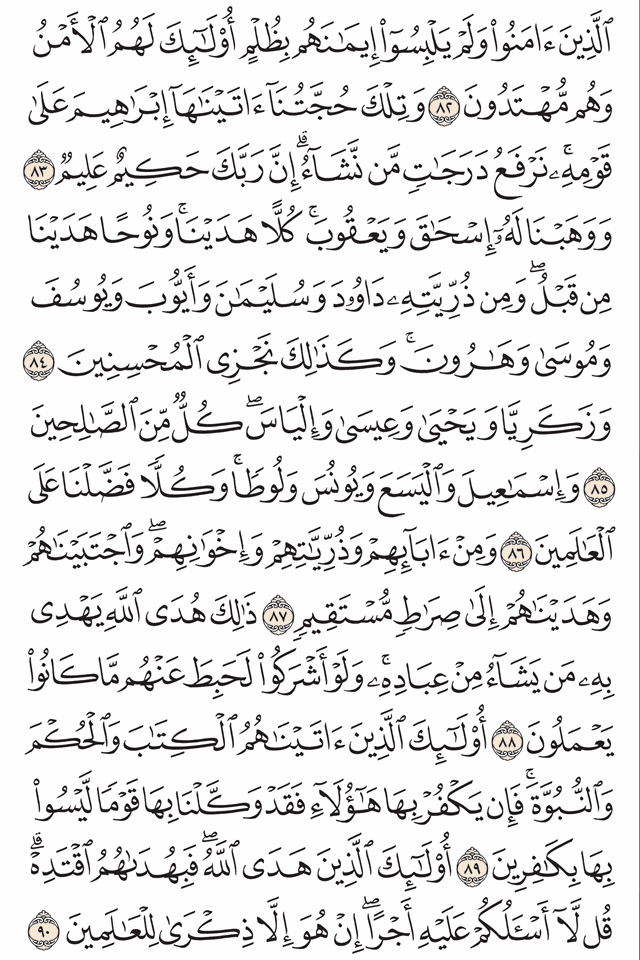 ٱلَّذِينَ ءَامَنُوا۟ وَلَمْ يَلْبِسُوٓا۟ إِيمَـٰنَهُم بِظُلْمٍ أُو۟لَـٰٓئِكَ لَهُمُ ٱلْأَمْنُ
وَهُم مُّهْتَدُونَ ٨٢ وَتِلْكَ حُجَّتُنَآ ءَاتَيْنَـٰهَآ إِبْرَٰهِيمَ عَلَىٰ
قَوْمِهِۦ ۚ نَرْفَعُ دَرَجَـٰتٍ مَّن نَّشَآءُ ۗ إِنَّ رَبَّكَ حَكِيمٌ عَلِيمٌ ٨٣
وَوَهَبْنَا لَهُۥٓ إِسْحَـٰقَ وَيَعْقُوبَ ۚ كُلًّا هَدَيْنَا ۚ وَنُوحًا هَدَيْنَا
مِن قَبْلُ ۖ وَمِن ذُرِّيَّتِهِۦ دَاوُۥدَ وَسُلَيْمَـٰنَ وَأَيُّوبَ وَيُوسُفَ
وَمُوسَىٰ وَهَـٰرُونَ ۚ وَكَذَٰلِكَ نَجْزِى ٱلْمُحْسِنِينَ ٨٤
وَزَكَرِيَّا وَيَحْيَىٰ وَعِيسَىٰ وَإِلْيَاسَ ۖ كُلٌّ مِّنَ ٱلصَّـٰلِحِينَ
٨٥ وَإِسْمَـٰعِيلَ وَٱلْيَسَعَ وَيُونُسَ وَلُوطًا ۚ وَكُلًّا فَضَّلْنَا عَلَى
ٱلْعَـٰلَمِينَ ٨٦ وَمِنْ ءَابَآئِهِمْ وَذُرِّيَّـٰتِهِمْ وَإِخْوَٰنِهِمْ ۖ وَٱجْتَبَيْنَـٰهُمْ
وَهَدَيْنَـٰهُمْ إِلَىٰ صِرَٰطٍ مُّسْتَقِيمٍ ٨٧ ذَٰلِكَ هُدَى ٱللَّهِ يَهْدِى
بِهِۦ مَن يَشَآءُ مِنْ عِبَادِهِۦ ۚ وَلَوْ أَشْرَكُوا۟ لَحَبِطَ عَنْهُم مَّا كَانُوا۟
يَعْمَلُونَ ٨٨ أُو۟لَـٰٓئِكَ ٱلَّذِينَ ءَاتَيْنَـٰهُمُ ٱلْكِتَـٰبَ وَٱلْحُكْمَ
وَٱلنُّبُوَّةَ ۚ فَإِن يَكْفُرْ بِهَا هَـٰٓؤُلَآءِ فَقَدْ وَكَّلْنَا بِهَا قَوْمًا لَّيْسُوا۟
بِهَا بِكَـٰفِرِينَ ٨٩ أُو۟لَـٰٓئِكَ ٱلَّذِينَ هَدَى ٱللَّهُ ۖ فَبِهُدَىٰهُمُ ٱقْتَدِهْ ۗ
قُل لَّآ أَسْـَٔلُكُمْ عَلَيْهِ أَجْرًا ۖ إِنْ هُوَ إِلَّا ذِكْرَىٰ لِلْعَـٰلَمِينَ ٩٠